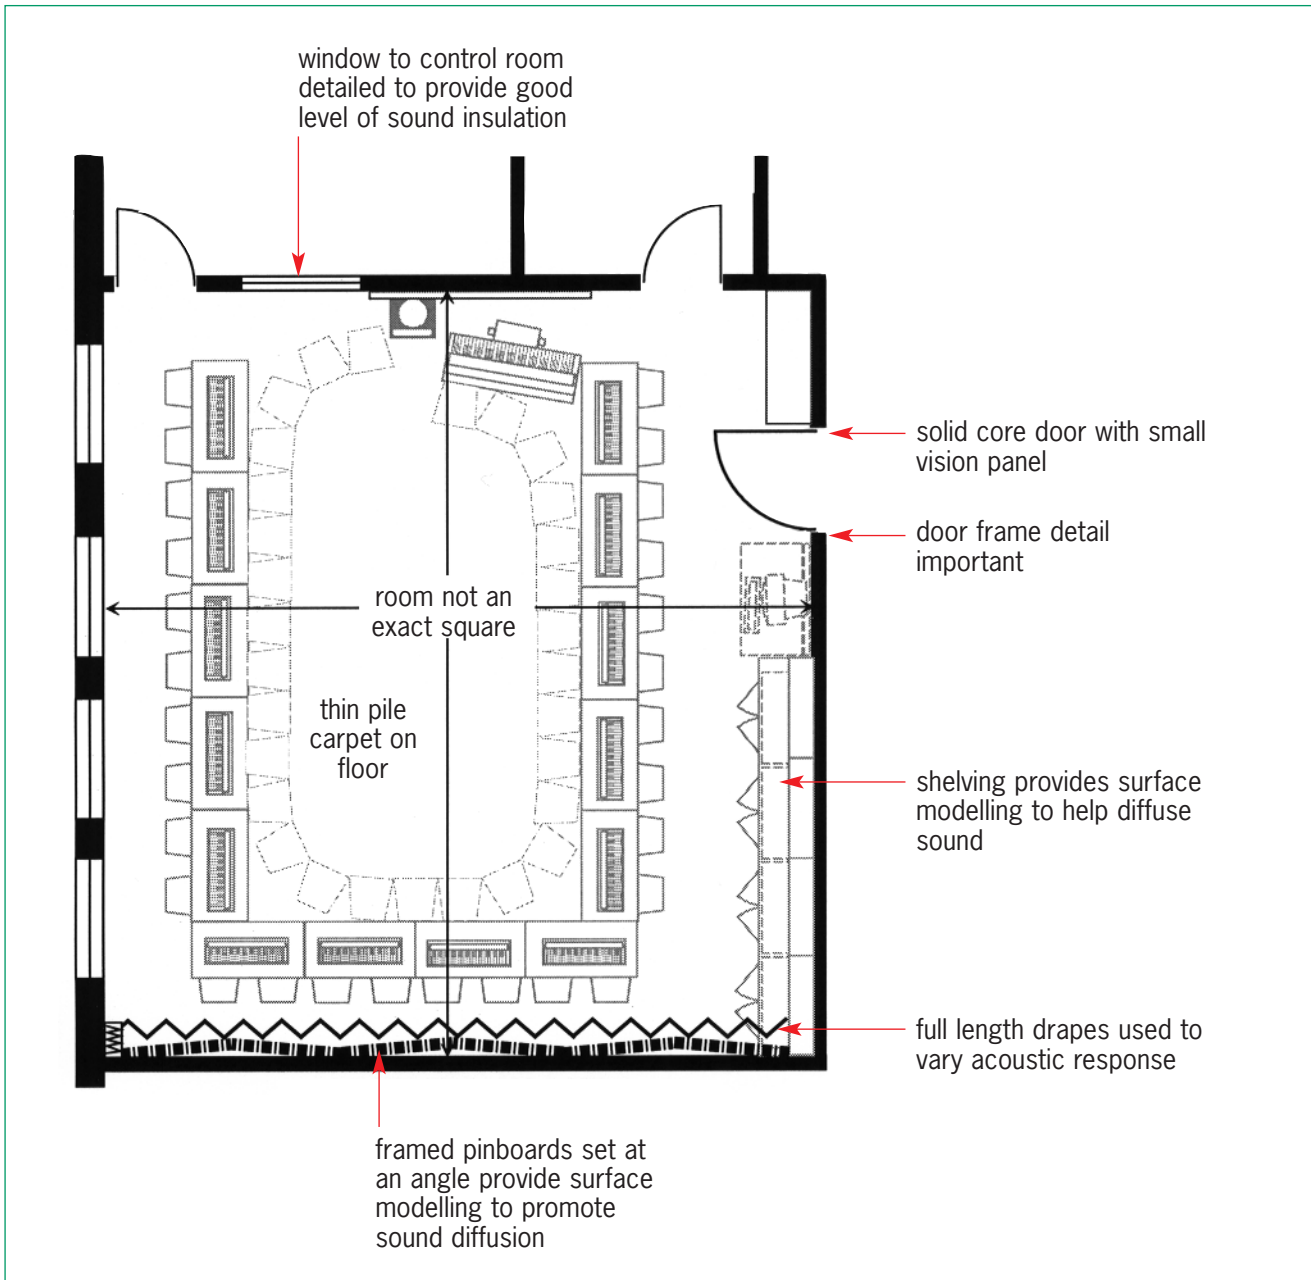 window to control room
detailed to provide good
level of sound insulation
solid core door with small
vision panel
door frame detail
important
room not an
exact square
thin pile
carpet on
floor
shelving provides surface
modelling to help diffuse
sound
full length drapes used to
vary acoustic response
framed pinboards set at
an angle provide surface
modelling to promote
sound diffusion